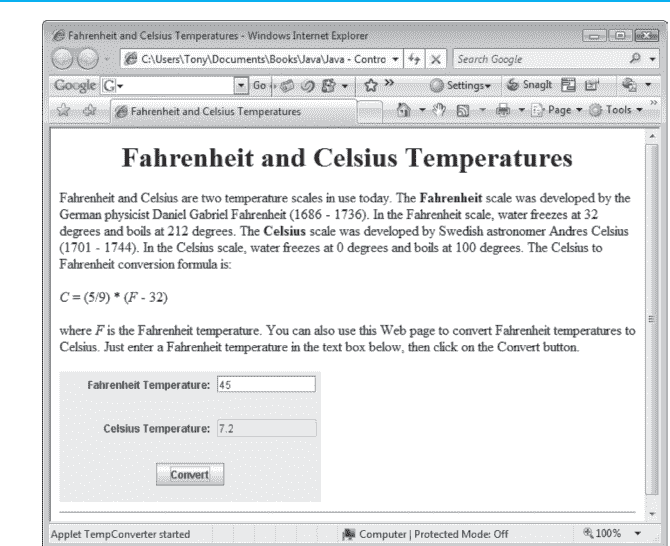 Fahrenheit and Celsius Temperatures - Windows Internet Explorer
C:\Users\Tony\Documents\Books\Java\Java - Contro
Search Google
Google
G
Go
Settings
SnagIt
Fahrenheit and Celsius Temperatures
Page
Tools
Fahrenheit and Celsius Temperatures
Fahrenheit and Celsius are two temperature scales in use today. The Fahrenheit scale was developed by the
German physicist Daniel Gabriel Fahrenheit (1686 - 1736). In the Fahrenheit scale, water freezes at 32
degrees and boils at 212 degrees. The Celsius scale was developed by Swedish astronomer Andres Celsius
(1701 - 1744). In the Celsius scale, water freezes at 0 degrees and boils at 100 degrees. The Celsius to
Fahrenheit conversion formula is:
C = (5/9) * (F - 32)
where F is the Fahrenheit temperature. You can also use this Web page to convert Fahrenheit temperatures to
Celsius. Just enter a Fahrenheit temperature in the text box below, then click on the Convert button.
Fahrenheit Temperature: 45
Celsius Temperature: 7.2
Convert
Applet TempConverter started
Computer | Protected Mode: Off
100%